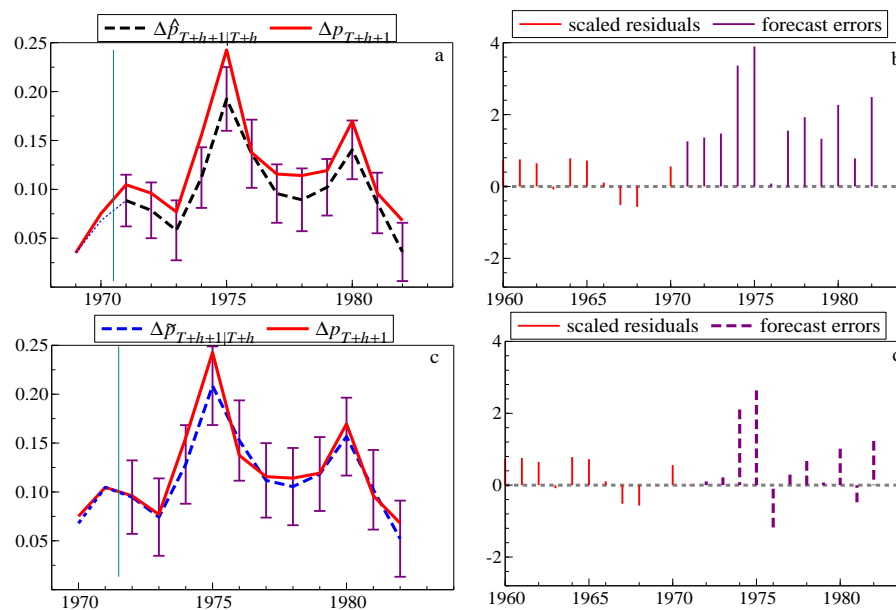 Δp̂_{T+h+1|T+h} Δp_{T+h+1}
a
0.25
0.20
0.15
0.10
0.05
1970 1975 1980
scaled residuals forecast errors
b
4
2
0
-2
1960 1965 1970 1975 1980
Δp̃_{T+h+1|T+h} Δp_{T+h+1}
c
0.25
0.20
0.15
0.10
0.05
1970 1975 1980
scaled residuals forecast errors
d
4
2
0
-2
1960 1965 1970 1975 1980